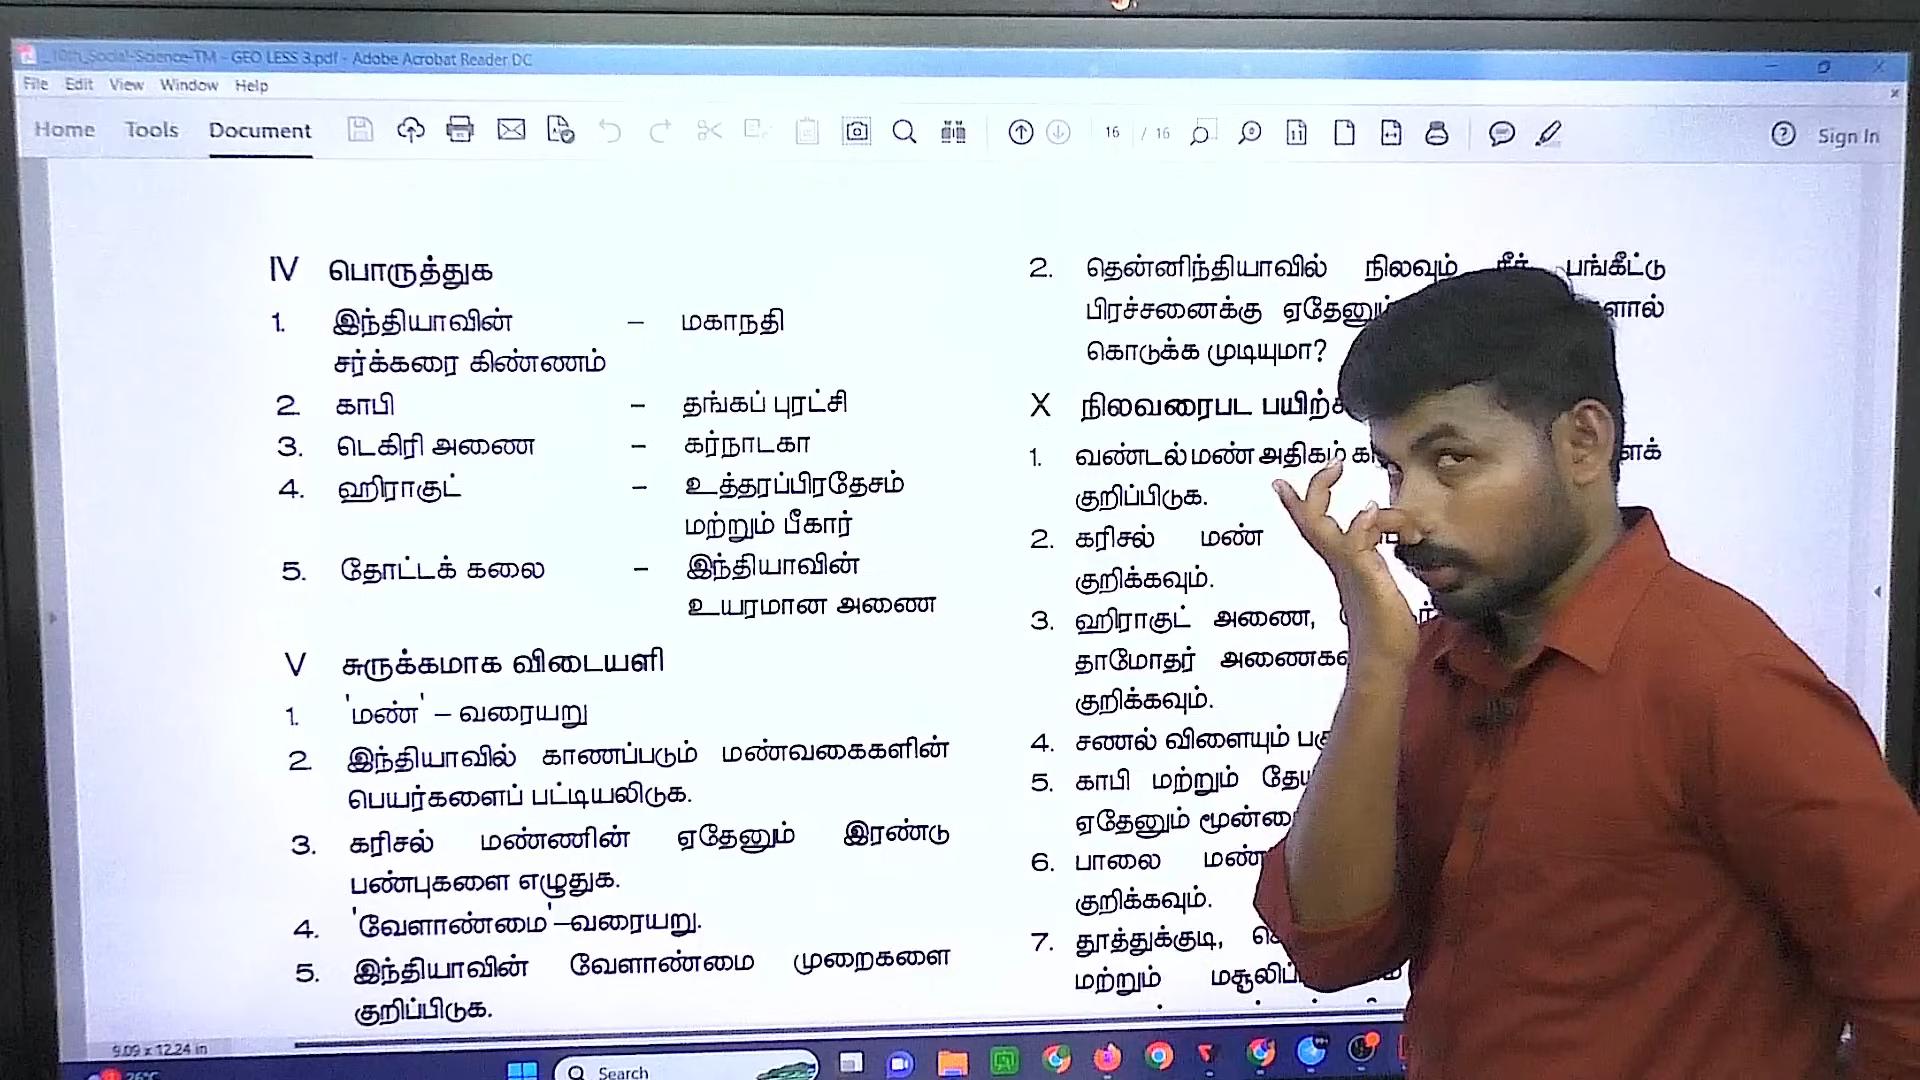 _10th_Social-Science-TM - GEO LESS 3.pdf - Adobe Acrobat Reader DC
File Edit View Window Help
Home Tools Document 16 / 16 Sign In
IV பொருத்துக
1. இந்தியாவின் – மகாநதி
சர்க்கரை கிண்ணம்
2. காபி – தங்கப் புரட்சி
3. டெகிரி அணை – கர்நாடகா
4. ஹிராகுட் – உத்தரப்பிரதேசம்
மற்றும் பீகார்
5. தோட்டக் கலை – இந்தியாவின்
உயரமான அணை
V சுருக்கமாக விடையளி
1. 'மண்' – வரையறு
2. இந்தியாவில் காணப்படும் மண்வகைகளின்
பெயர்களைப் பட்டியலிடுக.
3. கரிசல் மண்ணின் ஏதேனும் இரண்டு
பண்புகளை எழுதுக.
4. 'வேளாண்மை'–வரையறு.
5. இந்தியாவின் வேளாண்மை முறைகளை
குறிப்பிடுக.
2. தென்னிந்தியாவில் நிலவும் நீர் பங்கீட்டு
பிரச்சனைக்கு
கொடுக்க முடியுமா?
X நிலவரைபட
1. வண்டல் மண் அதிகம்
குறிப்பிடுக.
2. கரிசல் மண்
குறிக்கவும்.
3. ஹிராகுட் அணை,
தாமோதர்
குறிக்கவும்.
4. சணல் விளையும்
5. காபி மற்றும்
ஏதேனும்
6. பாலை மண்
குறிக்கவும்.
7. தூத்துக்குடி,
மற்றும்
9.09 x 12.24 in
26°C
Search